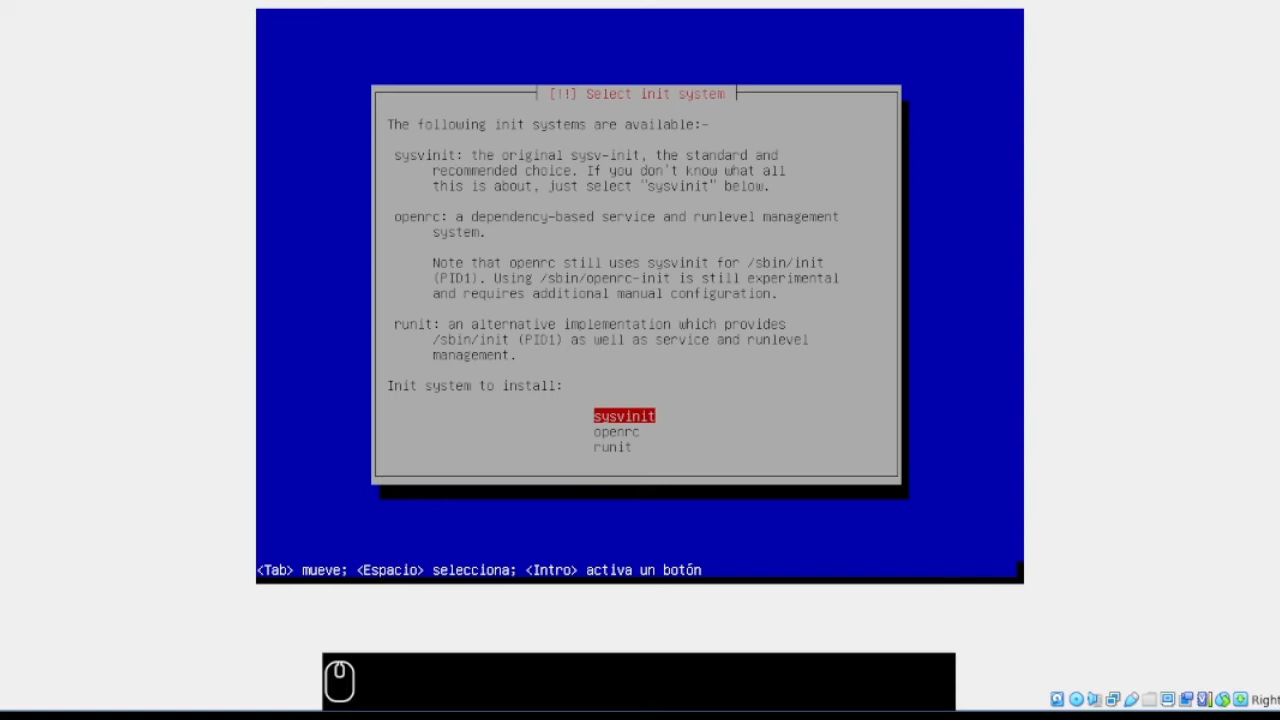 [!!] Select init system
The following init systems are available:-
sysvinit: the original sysv-init, the standard and
recommended choice. If you don't know what all
this is about, just select "sysvinit" below.
openrc: a dependency-based service and runlevel management
system.
Note that openrc still uses sysvinit for /sbin/init
(PID1). Using /sbin/openrc-init is still experimental
and requires additional manual configuration.
runit: an alternative implementation which provides
/sbin/init (PID1) as well as service and runlevel
management.
Init system to install:
sysvinit
openrc
runit
<Tab> mueve; <Espacio> selecciona; <Intro> activa un botón
Right